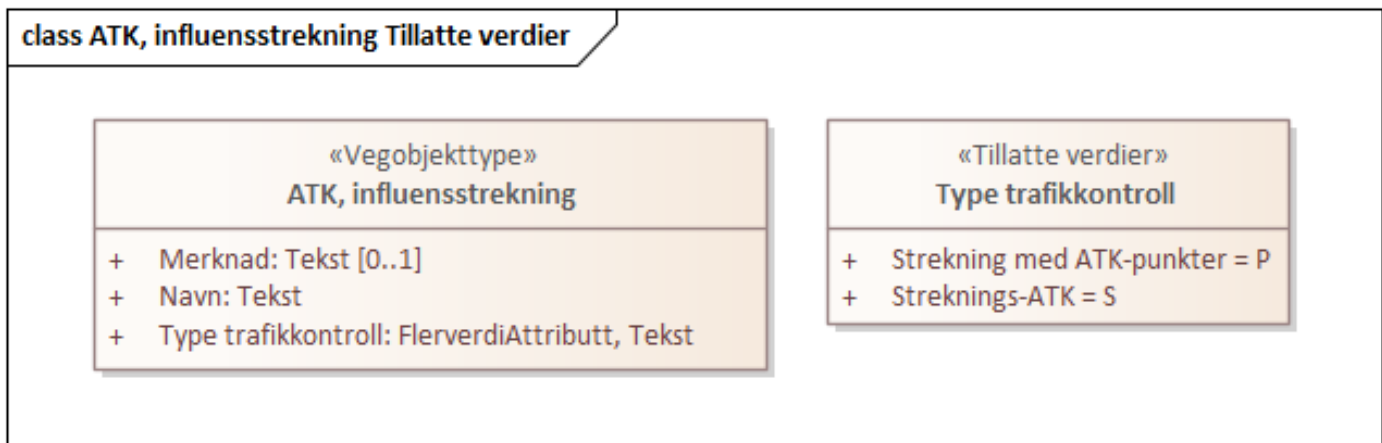 class ATK, influensstrekning Tillatte verdier
«Vegobjekttype»
ATK, influensstrekning
+ Merknad: Tekst [0..1]
+ Navn: Tekst
+ Type trafikkontroll: FlerverdiAttributt, Tekst
«Tillatte verdier»
Type trafikkontroll
+ Strekning med ATK-punkter = P
+ Streknings-ATK = S